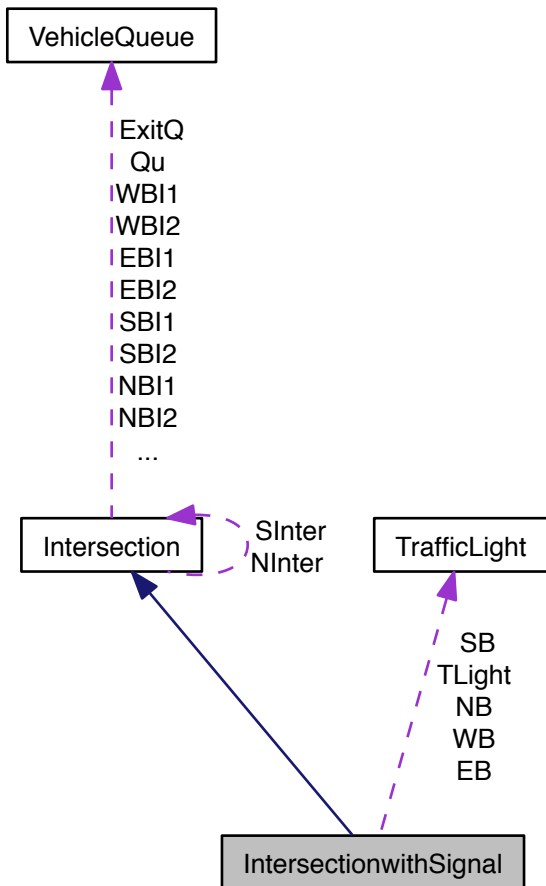 VehicleQueue
ExitQ
Qu
WBI1
WBI2
EBI1
EBI2
SBI1
SBI2
NBI1
NBI2
...
Intersection
SInter
NInter
TrafficLight
SB
TLight
NB
WB
EB
IntersectionwithSignal